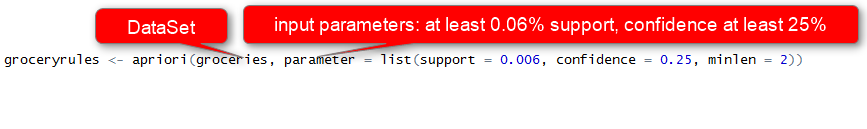 DataSet
input parameters: at least 0.06% support, confidence at least 25%
groceryrules <- apriori(groceries, parameter = list(support = 0.006, confidence = 0.25, minlen = 2))